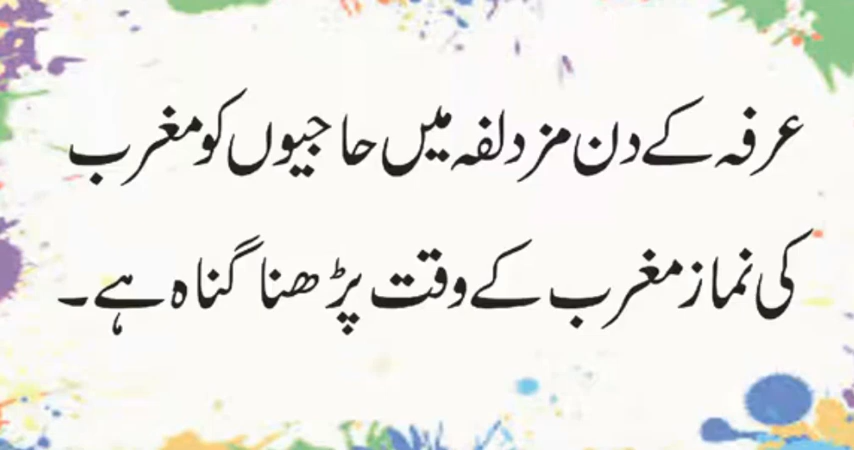 عرفہ کے دن مزدلفہ میں حاجیوں کو مغرب
کی نماز مغرب کے وقت پڑھنا گناہ ہے۔